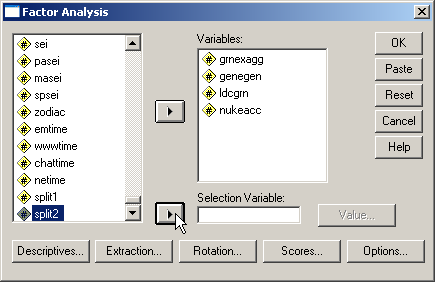 Factor Analysis
sei
pasei
masei
spsei
zodiac
emtime
wwwtime
chattime
netime
split1
split2
Variables:
grnexagg
genegen
ldcgrn
nukeacc
OK
Paste
Reset
Cancel
Help
Selection Variable:
Value...
Descriptives...
Extraction...
Rotation...
Scores...
Options...